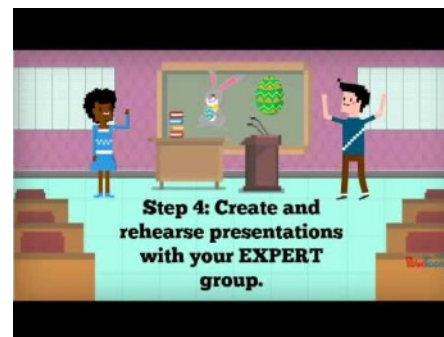 Step 4: Create and
rehearse presentations
with your EXPERT
group.